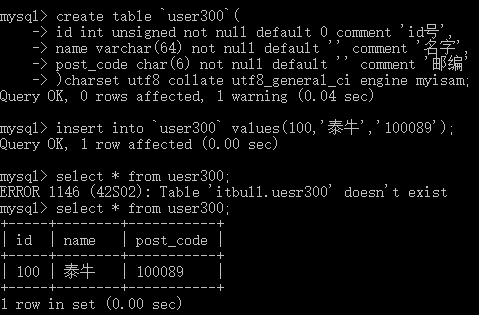 mysql> create table `user300`(
-> id int unsigned not null default 0 comment 'id号',
-> name varchar(64) not null default '' comment '名字',
-> post_code char(6) not null default '' comment '邮编'
-> )charset utf8 collate utf8_general_ci engine myisam;
Query OK, 0 rows affected, 1 warning (0.04 sec)
mysql> insert into `user300` values(100,'泰牛','100089');
Query OK, 1 row affected (0.00 sec)
mysql> select * from uesr300;
ERROR 1146 (42S02): Table 'itbull.uesr300' doesn't exist
mysql> select * from user300;
+-----+--------+-----------+
| id | name | post_code |
+-----+--------+-----------+
| 100 | 泰牛 | 100089 |
+-----+--------+-----------+
1 row in set (0.00 sec)